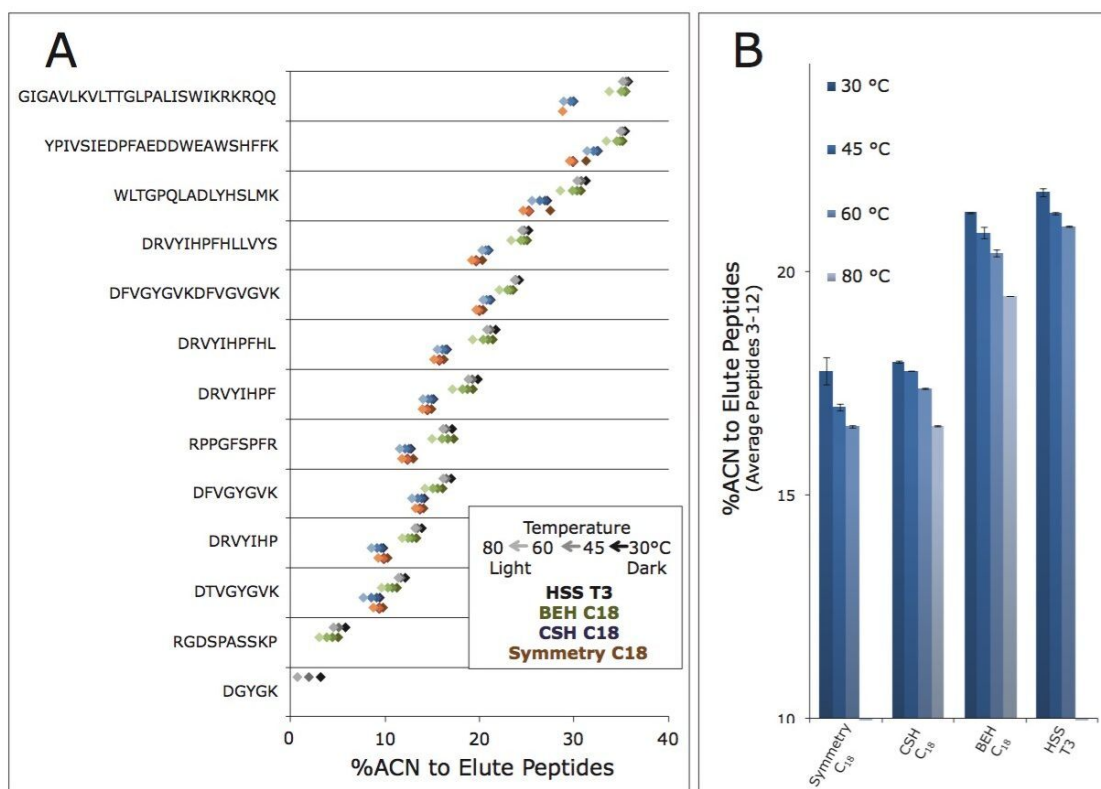 A
GIGAVLKVLTTGLPALISWIKRKRQQ
YPIVSIEDPFAEDDWEAWSHFFK
WLTGPQLADLYHSLMK
DRVYIHPFHLLVYS
DFVGYGVKDFVGVGVK
DRVYIHPFHL
DRVYIHPF
RPPGFSPFR
DFVGYGVK
DRVYIHP
DTVGYGVK
RGDSPASSKP
DGYGK
Temperature
80 60 45 30°C
Light Dark
HSS T3
BEH C18
CSH C18
Symmetry C18
0 10 20 30 40
%ACN to Elute Peptides
B
30 °C
45 °C
60 °C
80 °C
%ACN to Elute Peptides
(Average Peptides 3-12)
20
15
10
Symmetry
C18
CSH
C18
BEH
C18
HSS
T3